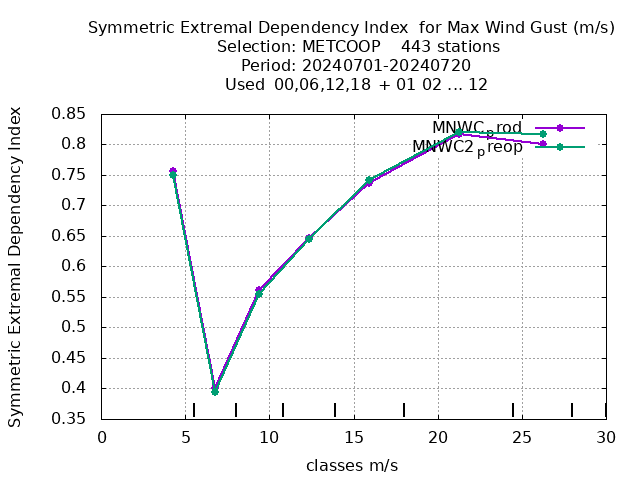 Symmetric Extremal Dependency Index  for Max Wind Gust (m/s)
Selection: METCOOP    443 stations
Period: 20240701-20240720
Used  00,06,12,18 + 01 02 ... 12
Symmetric Extremal Dependency Index
0.85
0.8
0.75
0.7
0.65
0.6
0.55
0.5
0.45
0.4
0.35
MNWC_prod
MNWC2_preop
0 5 10 15 20 25 30
classes m/s